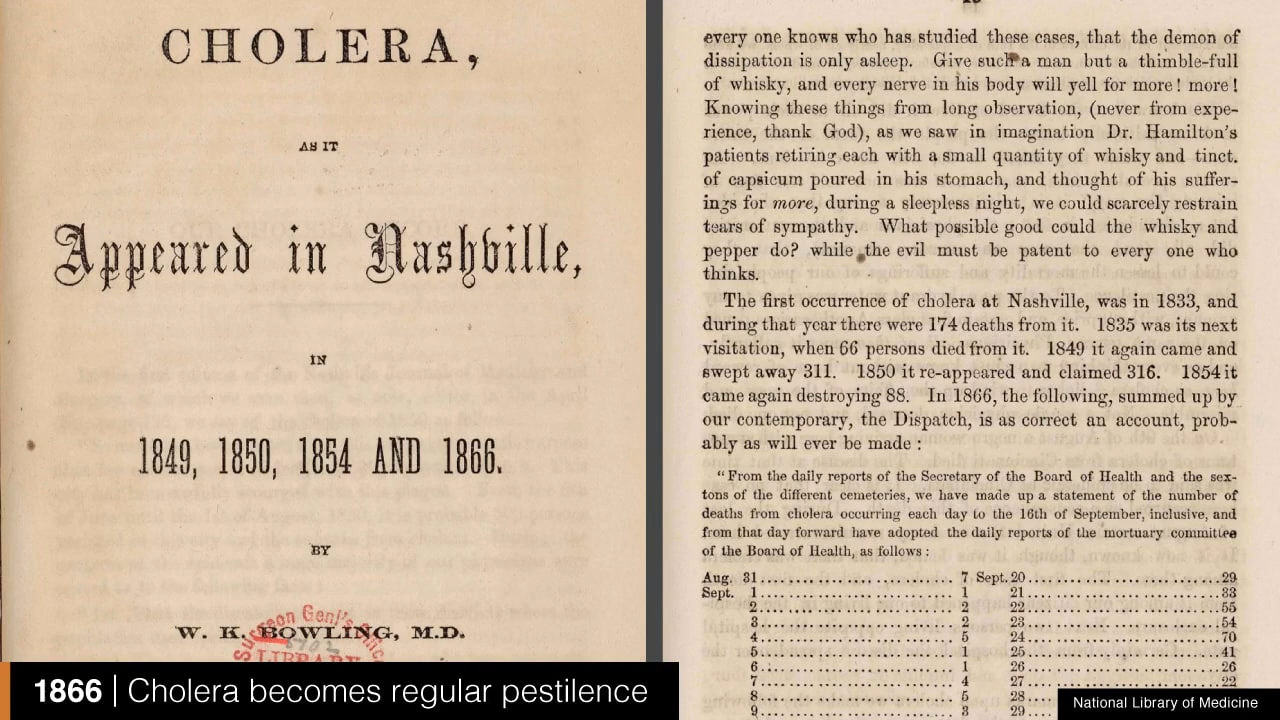 CHOLERA,
AS IT
Appeared in Nashville,
IN
1849, 1850, 1854 AND 1866.
BY
W. K. BOWLING, M.D.
Surgeon Genl's Office
LIBRARY
every one knows who has studied these cases, that the demon of
dissipation is only asleep. Give such a man but a thimble-full
of whisky, and every nerve in his body will yell for more! more!
Knowing these things from long observation, (never from expe-
rience, thank God), as we saw in imagination Dr. Hamilton's
patients retiring each with a small quantity of whisky and tinct.
of capsicum poured in his stomach, and thought of his suffer-
ings for more, during a sleepless night, we could scarcely restrain
tears of sympathy. What possible good could the whisky and
pepper do? while the evil must be patent to every one who
thinks.
The first occurrence of cholera at Nashville, was in 1833, and
during that year there were 174 deaths from it. 1835 was its next
visitation, when 66 persons died from it. 1849 it again came and
swept away 311. 1850 it re-appeared and claimed 316. 1854 it
came again destroying 88. In 1866, the following, summed up by
our contemporary, the Dispatch, is as correct an account, prob-
ably as will ever be made :
"From the daily reports of the Secretary of the Board of Health and the sex-
tons of the different cemeteries, we have made up a statement of the number of
deaths from cholera occurring each day to the 16th of September, inclusive, and
from that day forward have adopted the daily reports of the mortuary committee
of the Board of Health, as follows :
Aug. 31 7 Sept. 20 29
Sept. 1 1 21 33
2 2 22 55
3 2 23 54
4 5 24 70
5 1 25 41
6 1 26 26
7 4 27 22
8 5 28
9 3 29
1866 | Cholera becomes regular pestilence
National Library of Medicine